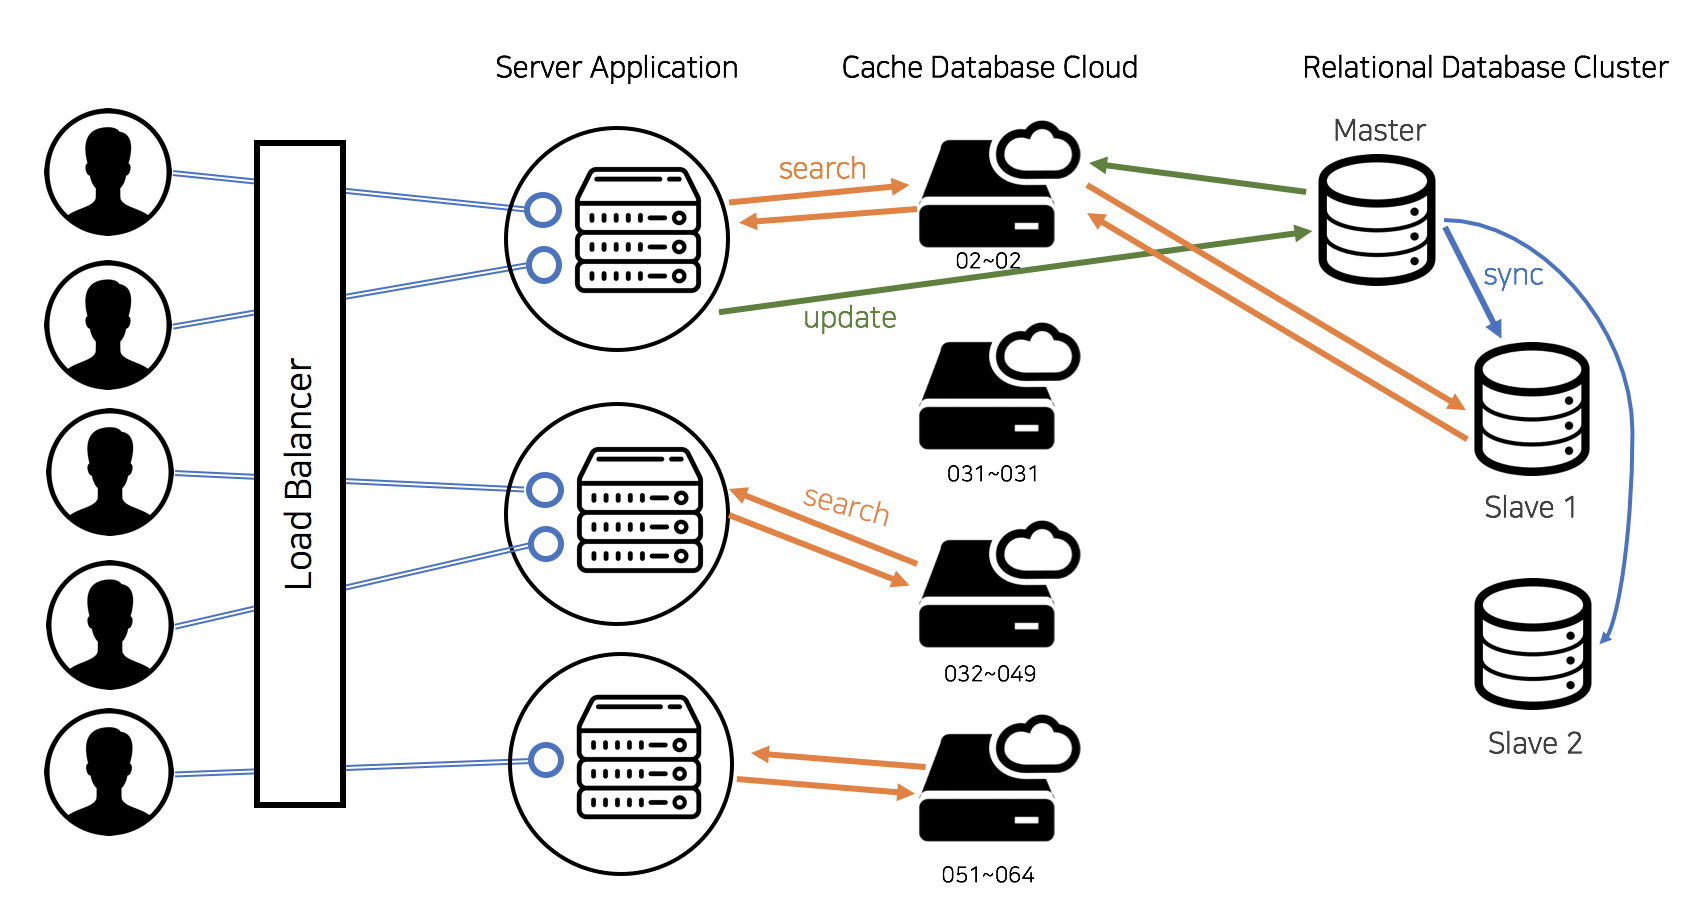 Server Application
Cache Database Cloud
Relational Database Cluster
Master
search
02~02
sync
update
Load Balancer
031~031
search
Slave 1
032~049
Slave 2
051~064